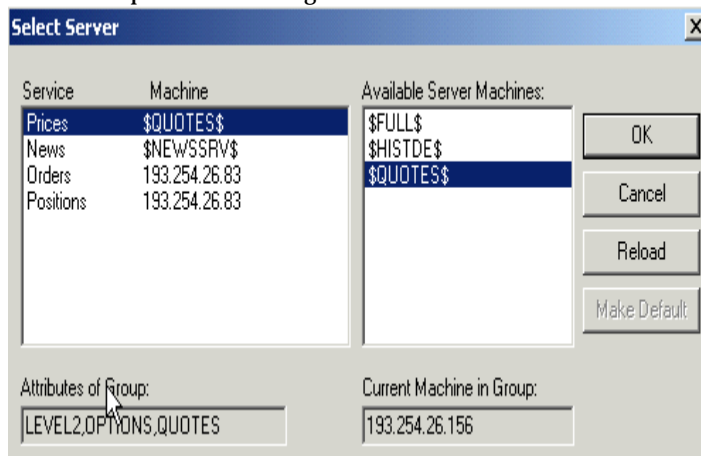 Select Server
Service Machine
Prices $QUOTES$
News $NEWSSRV$
Orders 193.254.26.83
Positions 193.254.26.83
Available Server Machines:
$FULL$
$HISTDE$
$QUOTES$
OK
Cancel
Reload
Make Default
Attributes of Group:
LEVEL2,OPTIONS,QUOTES
Current Machine in Group:
193.254.26.156